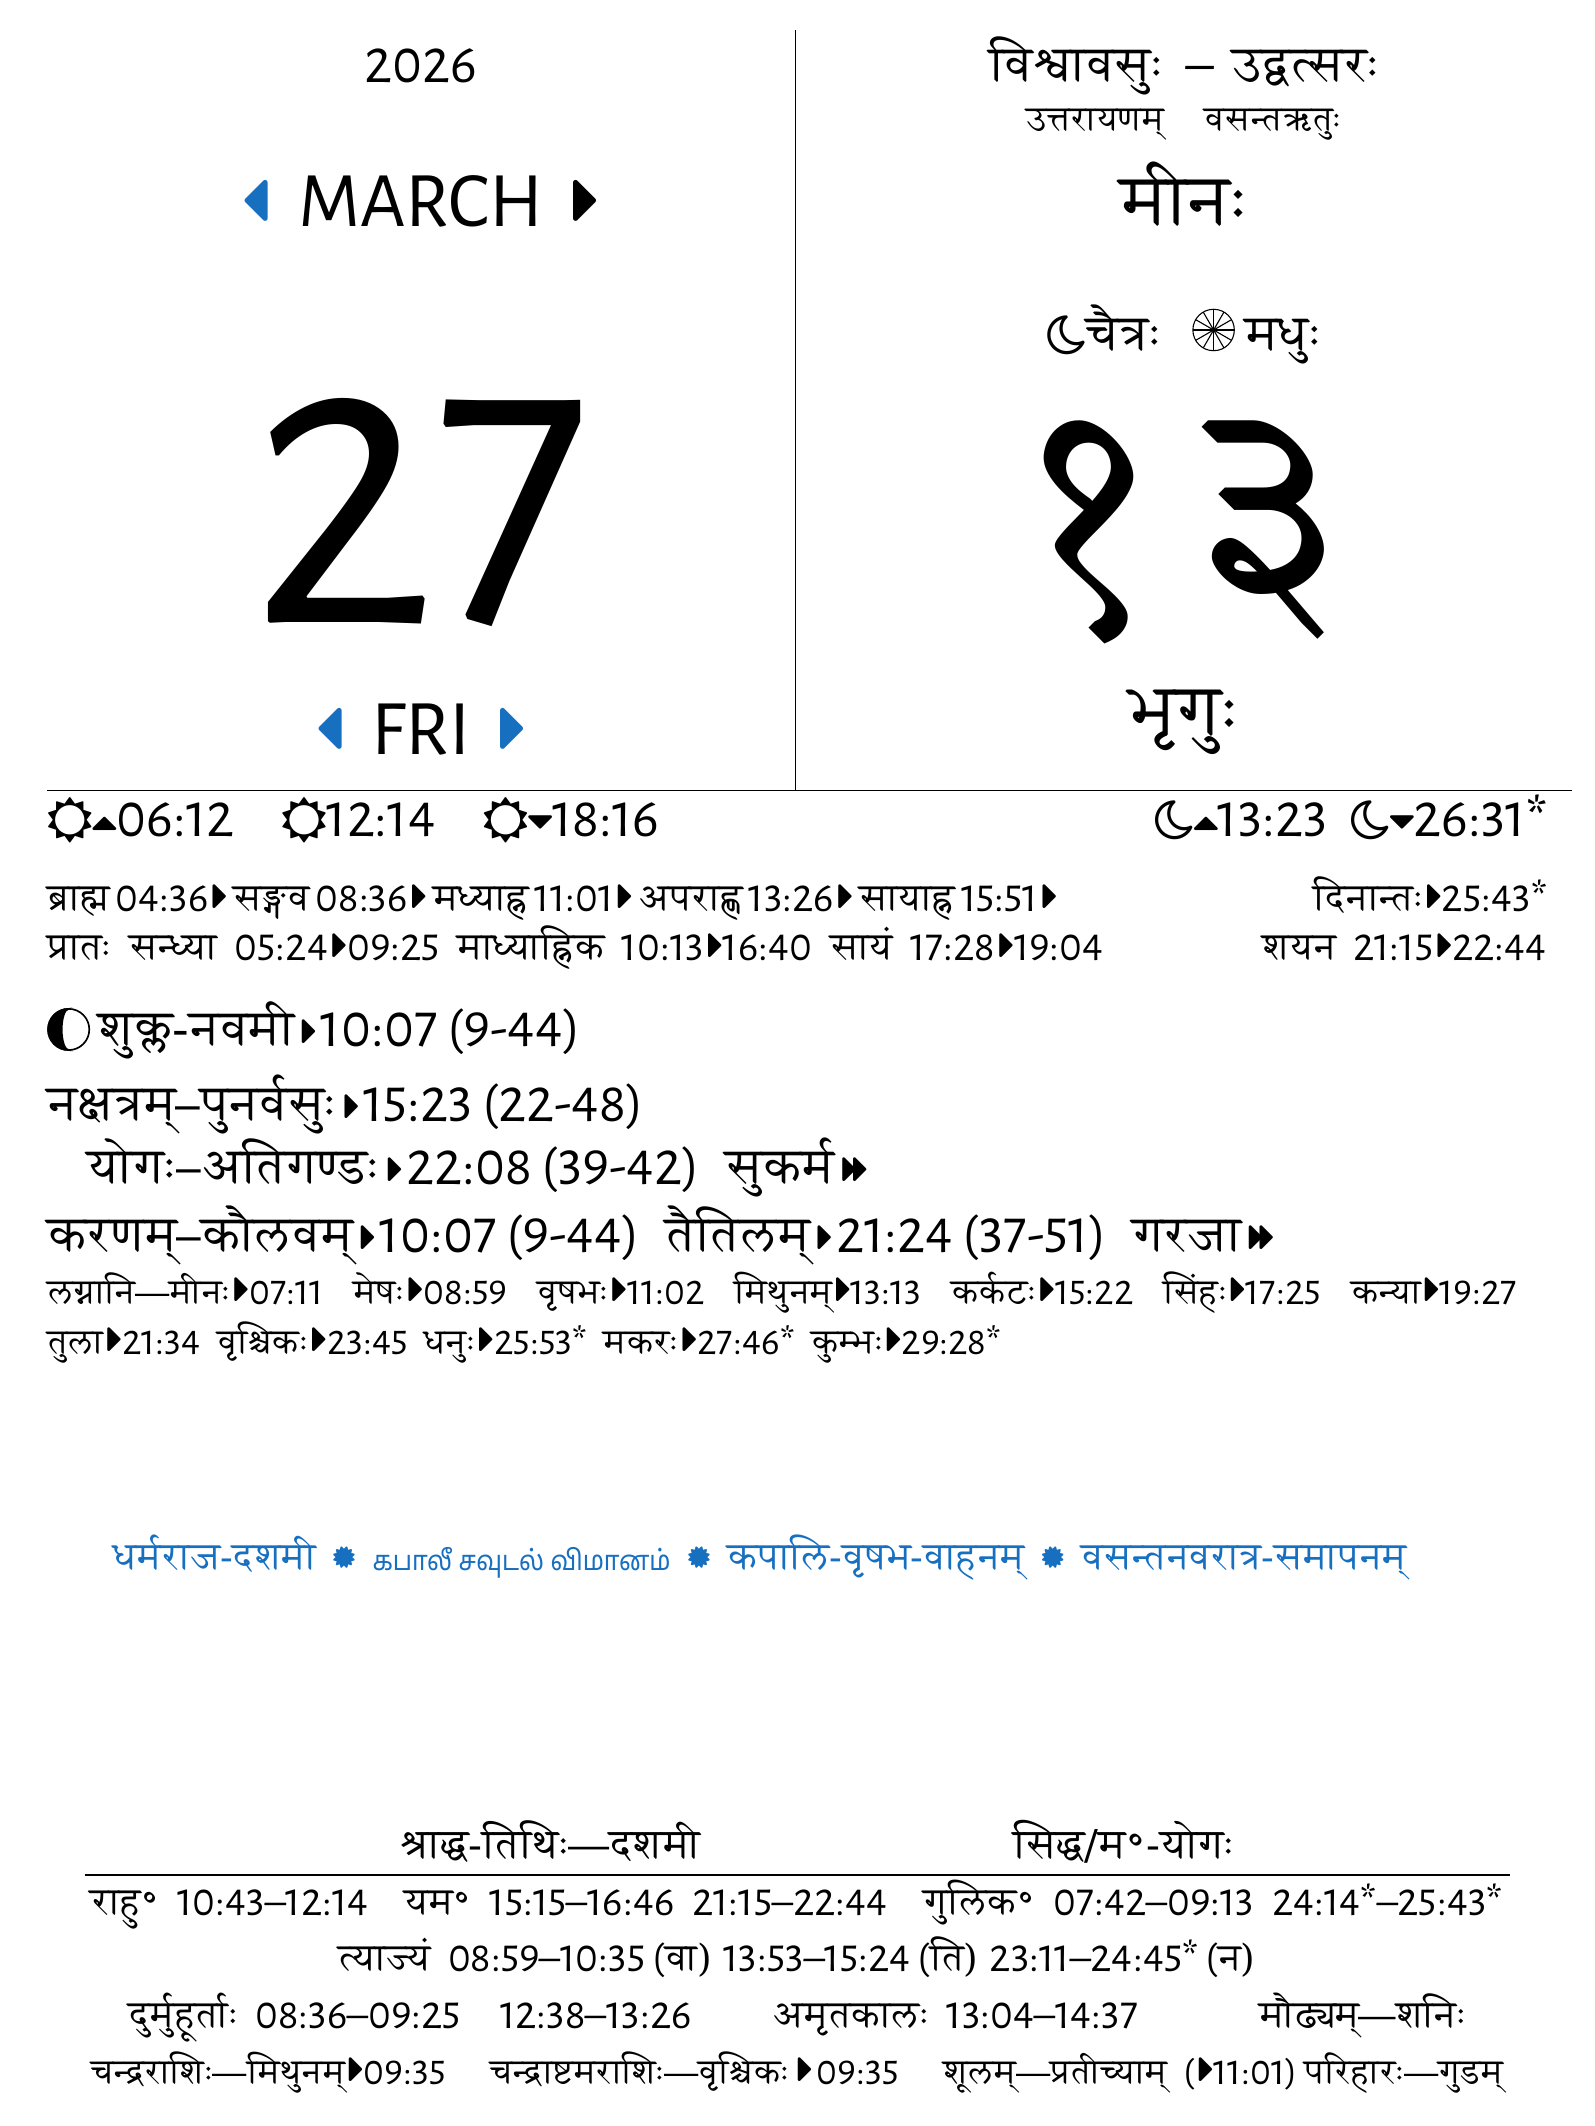 2026
MARCH
27
FRI
विश्वावसुः – उद्वत्सरः
उत्तरायणम् वसन्तऋतुः
मीनः
चैत्रः मधुः
१३
भृगुः
06:12 12:14 18:16 13:23 26:31*
ब्राह्म 04:36 सङ्गव 08:36 मध्याह्न 11:01 अपराह्ण 13:26 सायाह्न 15:51 दिनान्तः 25:43*
प्रातः सन्ध्या 05:24 09:25 माध्याह्निक 10:13 16:40 सायं 17:28 19:04 शयन 21:15 22:44
शुक्ल-नवमी 10:07 (9-44)
नक्षत्रम्–पुनर्वसुः 15:23 (22-48)
योगः–अतिगण्डः 22:08 (39-42) सुकर्म
करणम्–कौलवम् 10:07 (9-44) तैतिलम् 21:24 (37-51) गरजा
लग्नानि—मीनः 07:11 मेषः 08:59 वृषभः 11:02 मिथुनम् 13:13 कर्कटः 15:22 सिंहः 17:25 कन्या 19:27
तुला 21:34 वृश्चिकः 23:45 धनुः 25:53* मकरः 27:46* कुम्भः 29:28*
धर्मराज-दशमी ✹ கபாலீ சவுடல் விமானம் ✹ कपालि-वृषभ-वाहनम् ✹ वसन्तनवरात्र-समापनम्
श्राद्ध-तिथिः—दशमी सिद्ध/म॰-योगः
राहु॰ 10:43–12:14 यम॰ 15:15–16:46 21:15–22:44 गुलिक॰ 07:42–09:13 24:14*–25:43*
त्याज्यं 08:59–10:35 (वा) 13:53–15:24 (ति) 23:11–24:45* (न)
दुर्मुहूर्ताः 08:36–09:25 12:38–13:26 अमृतकालः 13:04–14:37 मौढ्यम्—शनिः
चन्द्रराशिः—मिथुनम् 09:35 चन्द्राष्टमराशिः—वृश्चिकः 09:35 शूलम्—प्रतीच्याम् (11:01) परिहारः—गुडम्